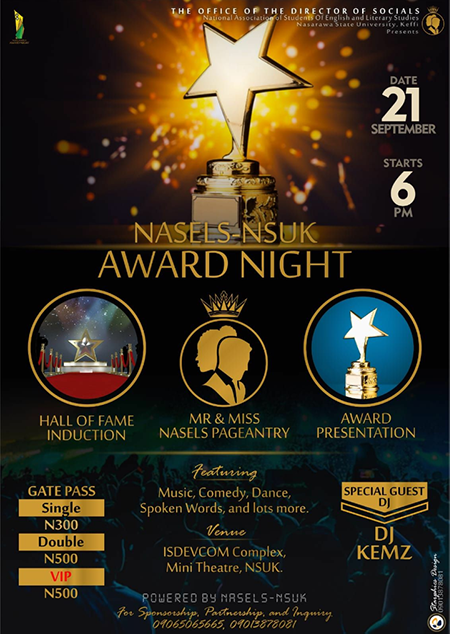 THE OFFICE OF THE DIRECTOR OF SOCIALS
National Association of Students Of English and Literary Studies
Nasarawa State University, Keffi
Presents
DATE
21
SEPTEMBER
STARTS
6
PM
NASELS-NSUK
AWARD NIGHT
HALL OF FAME
INDUCTION
MR & MISS
NASELS PAGEANTRY
AWARD
PRESENTATION
Featuring
Music, Comedy, Dance,
Spoken Words, and lots more.
Venue
ISDEVCOM Complex,
Mini Theatre, NSUK.
GATE PASS
Single
N300
Double
N500
VIP
N500
SPECIAL GUEST
DJ
DJ
KEMZ
POWERED BY NASELS-NSUK
For Sponsorship, Partnership, and Inquiry
09065065665, 09013878081
09013878081